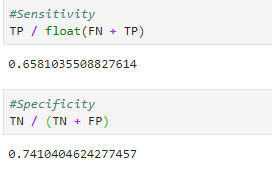 #Sensitivity
TP / float(FN + TP)
0.6581035508827614
#Specificity
TN / (TN + FP)
0.7410404624277457